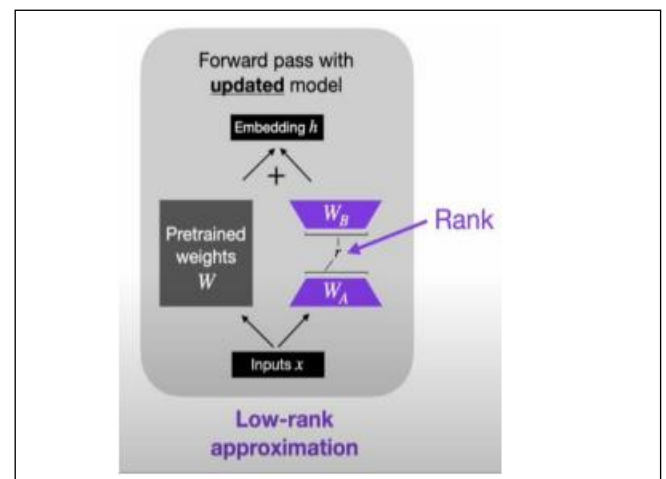 Forward pass with
updated model
Embedding h
+
Pretrained
weights
W
W_B
r
W_A
Rank
Inputs x
Low-rank
approximation